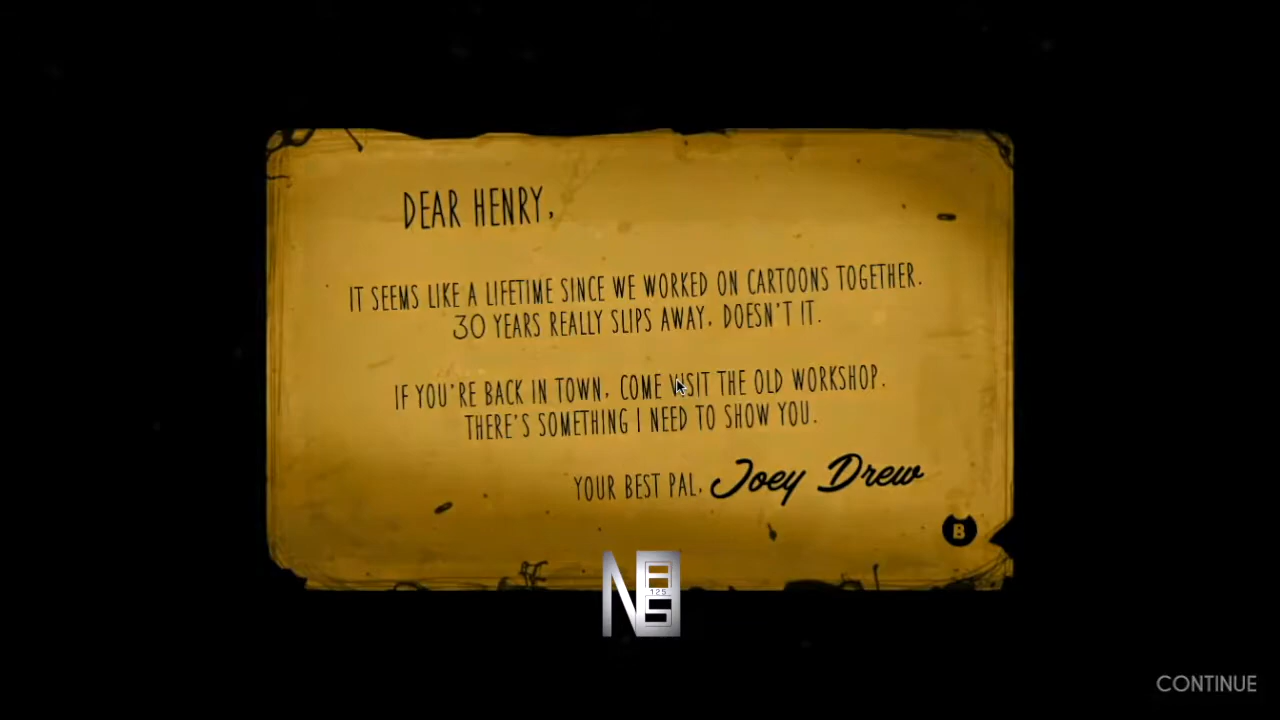 DEAR HENRY,
IT SEEMS LIKE A LIFETIME SINCE WE WORKED ON CARTOONS TOGETHER.
30 YEARS REALLY SLIPS AWAY, DOESN'T IT.
IF YOU'RE BACK IN TOWN, COME VISIT THE OLD WORKSHOP.
THERE'S SOMETHING I NEED TO SHOW YOU.
YOUR BEST PAL, Joey Drew
B
NES
125
CONTINUE